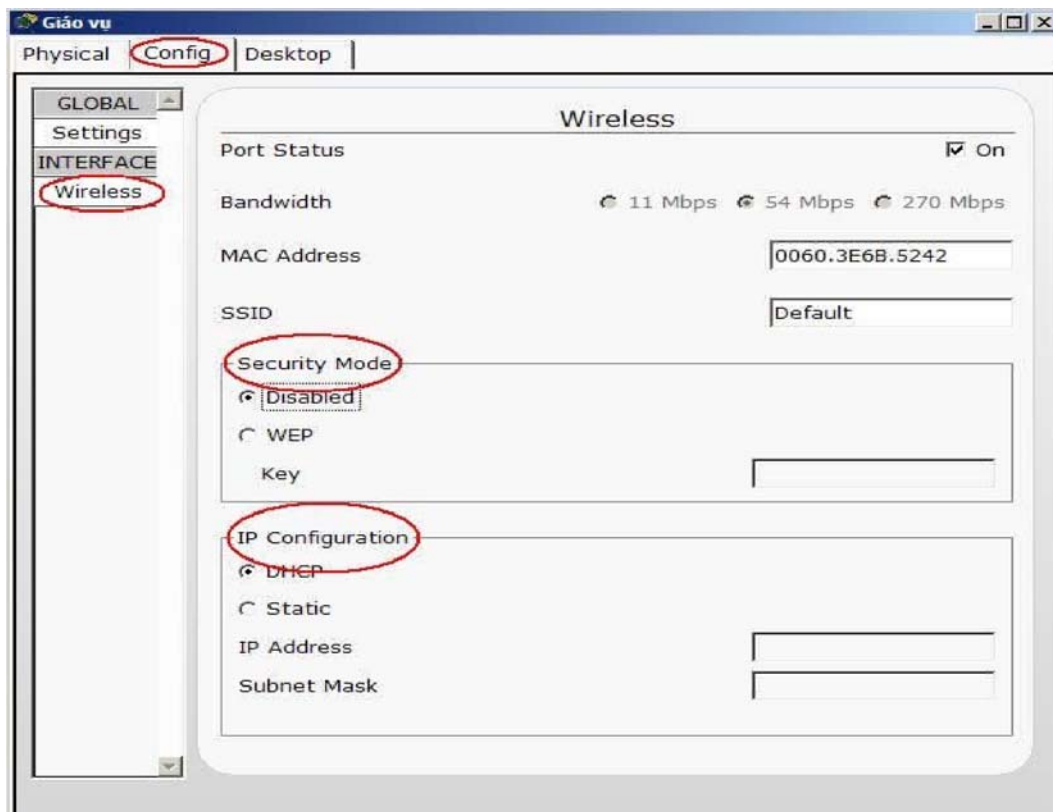 Giáo vụ
Physical Config Desktop
GLOBAL
Settings
INTERFACE
Wireless
Wireless
Port Status On
Bandwidth 11 Mbps 54 Mbps 270 Mbps
MAC Address 0060.3E6B.5242
SSID Default
Security Mode
Disabled
WEP
Key
IP Configuration
DHCP
Static
IP Address
Subnet Mask